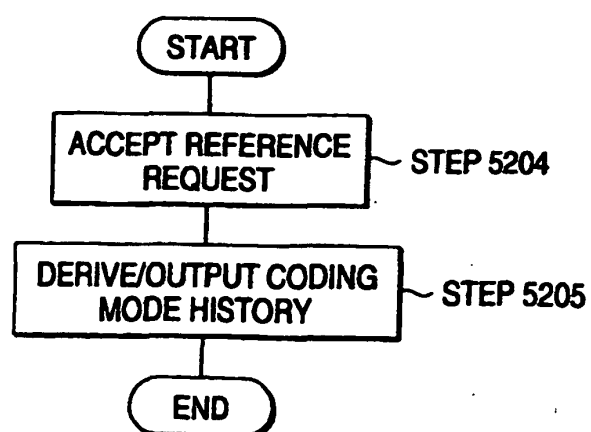 START
ACCEPT REFERENCE
REQUEST
STEP 5204
DERIVE/OUTPUT CODING
MODE HISTORY
STEP 5205
END